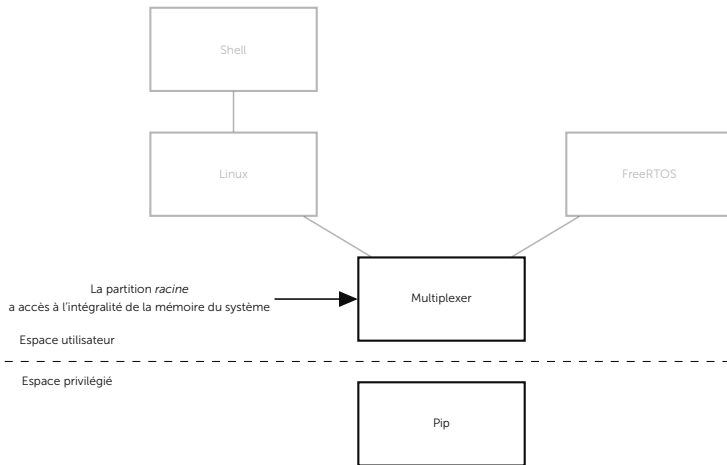 Shell
Linux
FreeRTOS
La partition racine
a accès à l'intégralité de la mémoire du système
Multiplexer
Espace utilisateur
Espace privilégié
Pip